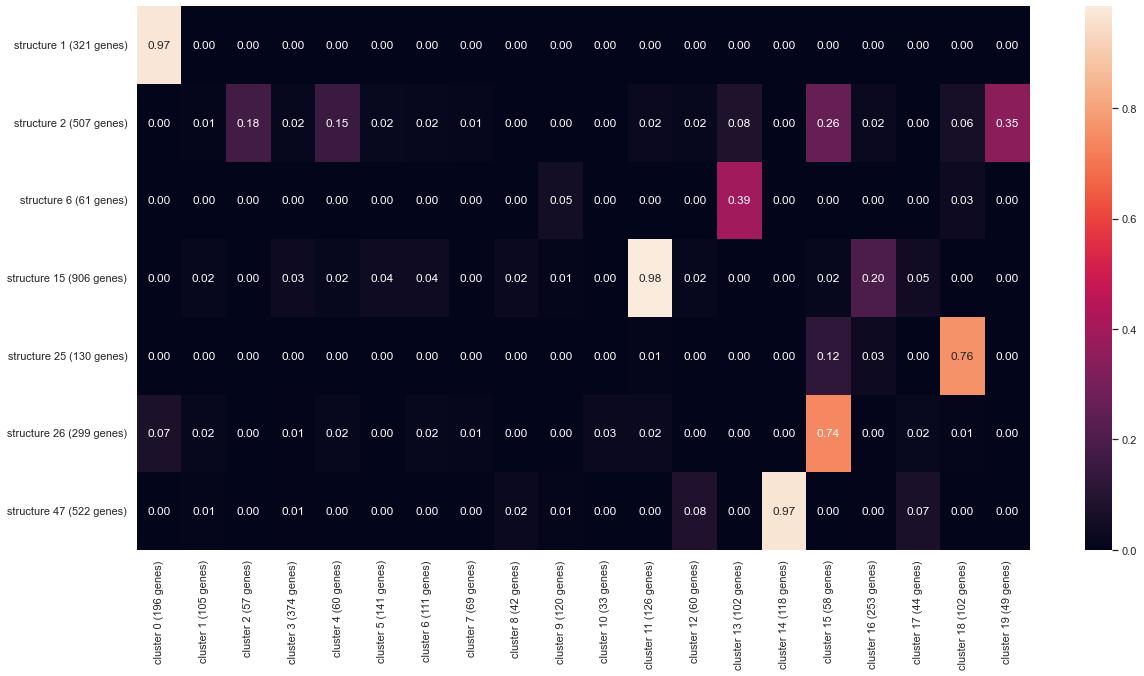 structure 1 (321 genes) 0.97 0.00 0.00 0.00 0.00 0.00 0.00 0.00 0.00 0.00 0.00 0.00 0.00 0.00 0.00 0.00 0.00 0.00 0.00 0.00
structure 2 (507 genes) 0.00 0.01 0.18 0.02 0.15 0.02 0.02 0.01 0.00 0.00 0.00 0.02 0.02 0.08 0.00 0.26 0.02 0.00 0.06 0.35
structure 6 (61 genes) 0.00 0.00 0.00 0.00 0.00 0.00 0.00 0.00 0.00 0.05 0.00 0.00 0.00 0.39 0.00 0.00 0.00 0.00 0.03 0.00
structure 15 (906 genes) 0.00 0.02 0.00 0.03 0.02 0.04 0.04 0.00 0.02 0.01 0.00 0.98 0.02 0.00 0.00 0.02 0.20 0.05 0.00 0.00
structure 25 (130 genes) 0.00 0.00 0.00 0.00 0.00 0.00 0.00 0.00 0.00 0.00 0.00 0.01 0.00 0.00 0.00 0.12 0.03 0.00 0.76 0.00
structure 26 (299 genes) 0.07 0.02 0.00 0.01 0.02 0.00 0.02 0.01 0.00 0.00 0.03 0.02 0.00 0.00 0.00 0.74 0.00 0.02 0.01 0.00
structure 47 (522 genes) 0.00 0.01 0.00 0.01 0.00 0.00 0.00 0.00 0.02 0.01 0.00 0.00 0.08 0.00 0.97 0.00 0.00 0.07 0.00 0.00
cluster 0 (196 genes)
cluster 1 (105 genes)
cluster 2 (57 genes)
cluster 3 (374 genes)
cluster 4 (60 genes)
cluster 5 (141 genes)
cluster 6 (111 genes)
cluster 7 (69 genes)
cluster 8 (42 genes)
cluster 9 (120 genes)
cluster 10 (33 genes)
cluster 11 (126 genes)
cluster 12 (60 genes)
cluster 13 (102 genes)
cluster 14 (118 genes)
cluster 15 (58 genes)
cluster 16 (253 genes)
cluster 17 (44 genes)
cluster 18 (102 genes)
cluster 19 (49 genes)
0.8
0.6
0.4
0.2
0.0